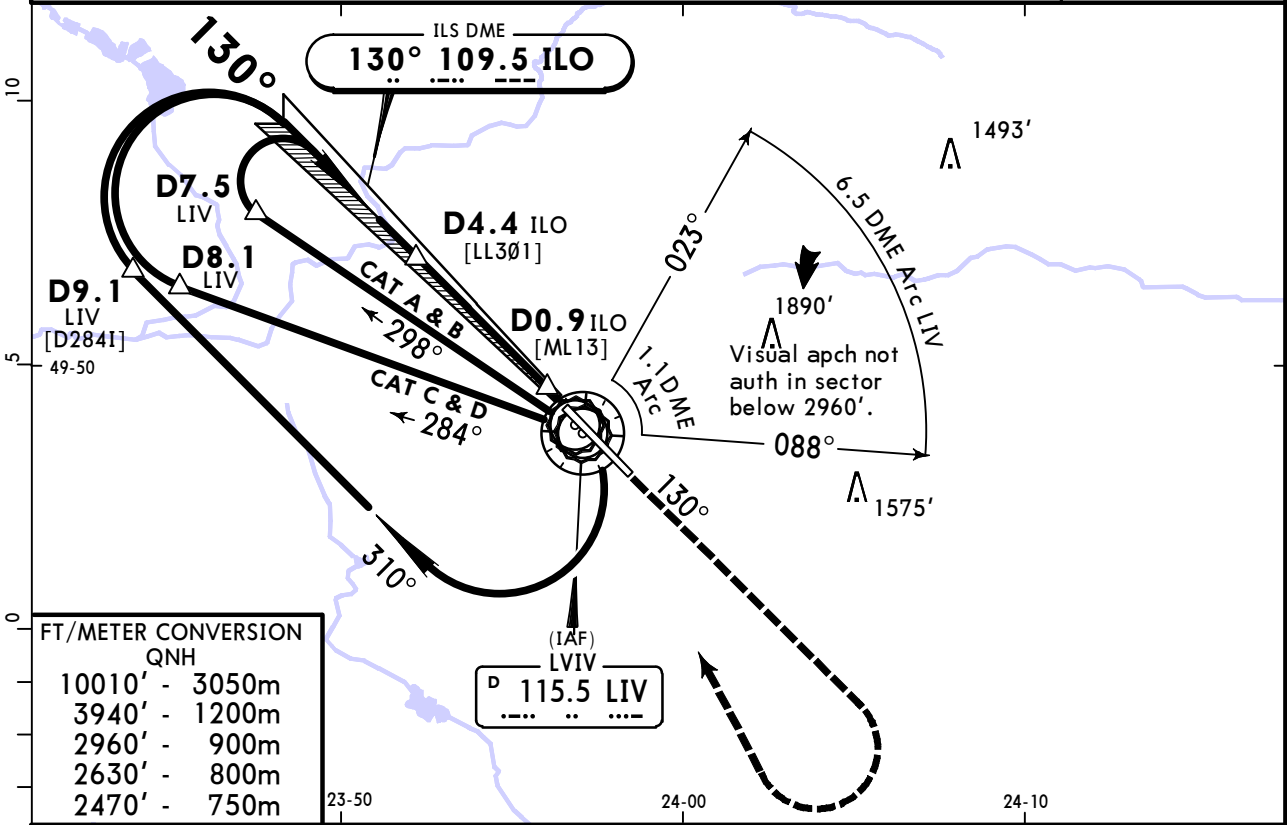 ILS DME
130° 109.5 ILO
130°
10
1493'
D7.5
LIV
D4.4 ILO
[LL3Ø1]
023°
6.5 DME Arc LIV
D8.1
LIV
D9.1
LIV
[D284I]
CAT A & B
298°
D0.9 ILO
[ML13]
1890'
5
49-50
1.1 DME
Arc
Visual apch not
auth in sector
below 2960'.
CAT C & D
284°
088°
1575'
130°
310°
0
(IAF)
LVIV
D 115.5 LIV
FT/METER CONVERSION
QNH
10010' - 3050m
3940' - 1200m
2960' - 900m
2630' - 800m
2470' - 750m
23-50
24-00
24-10